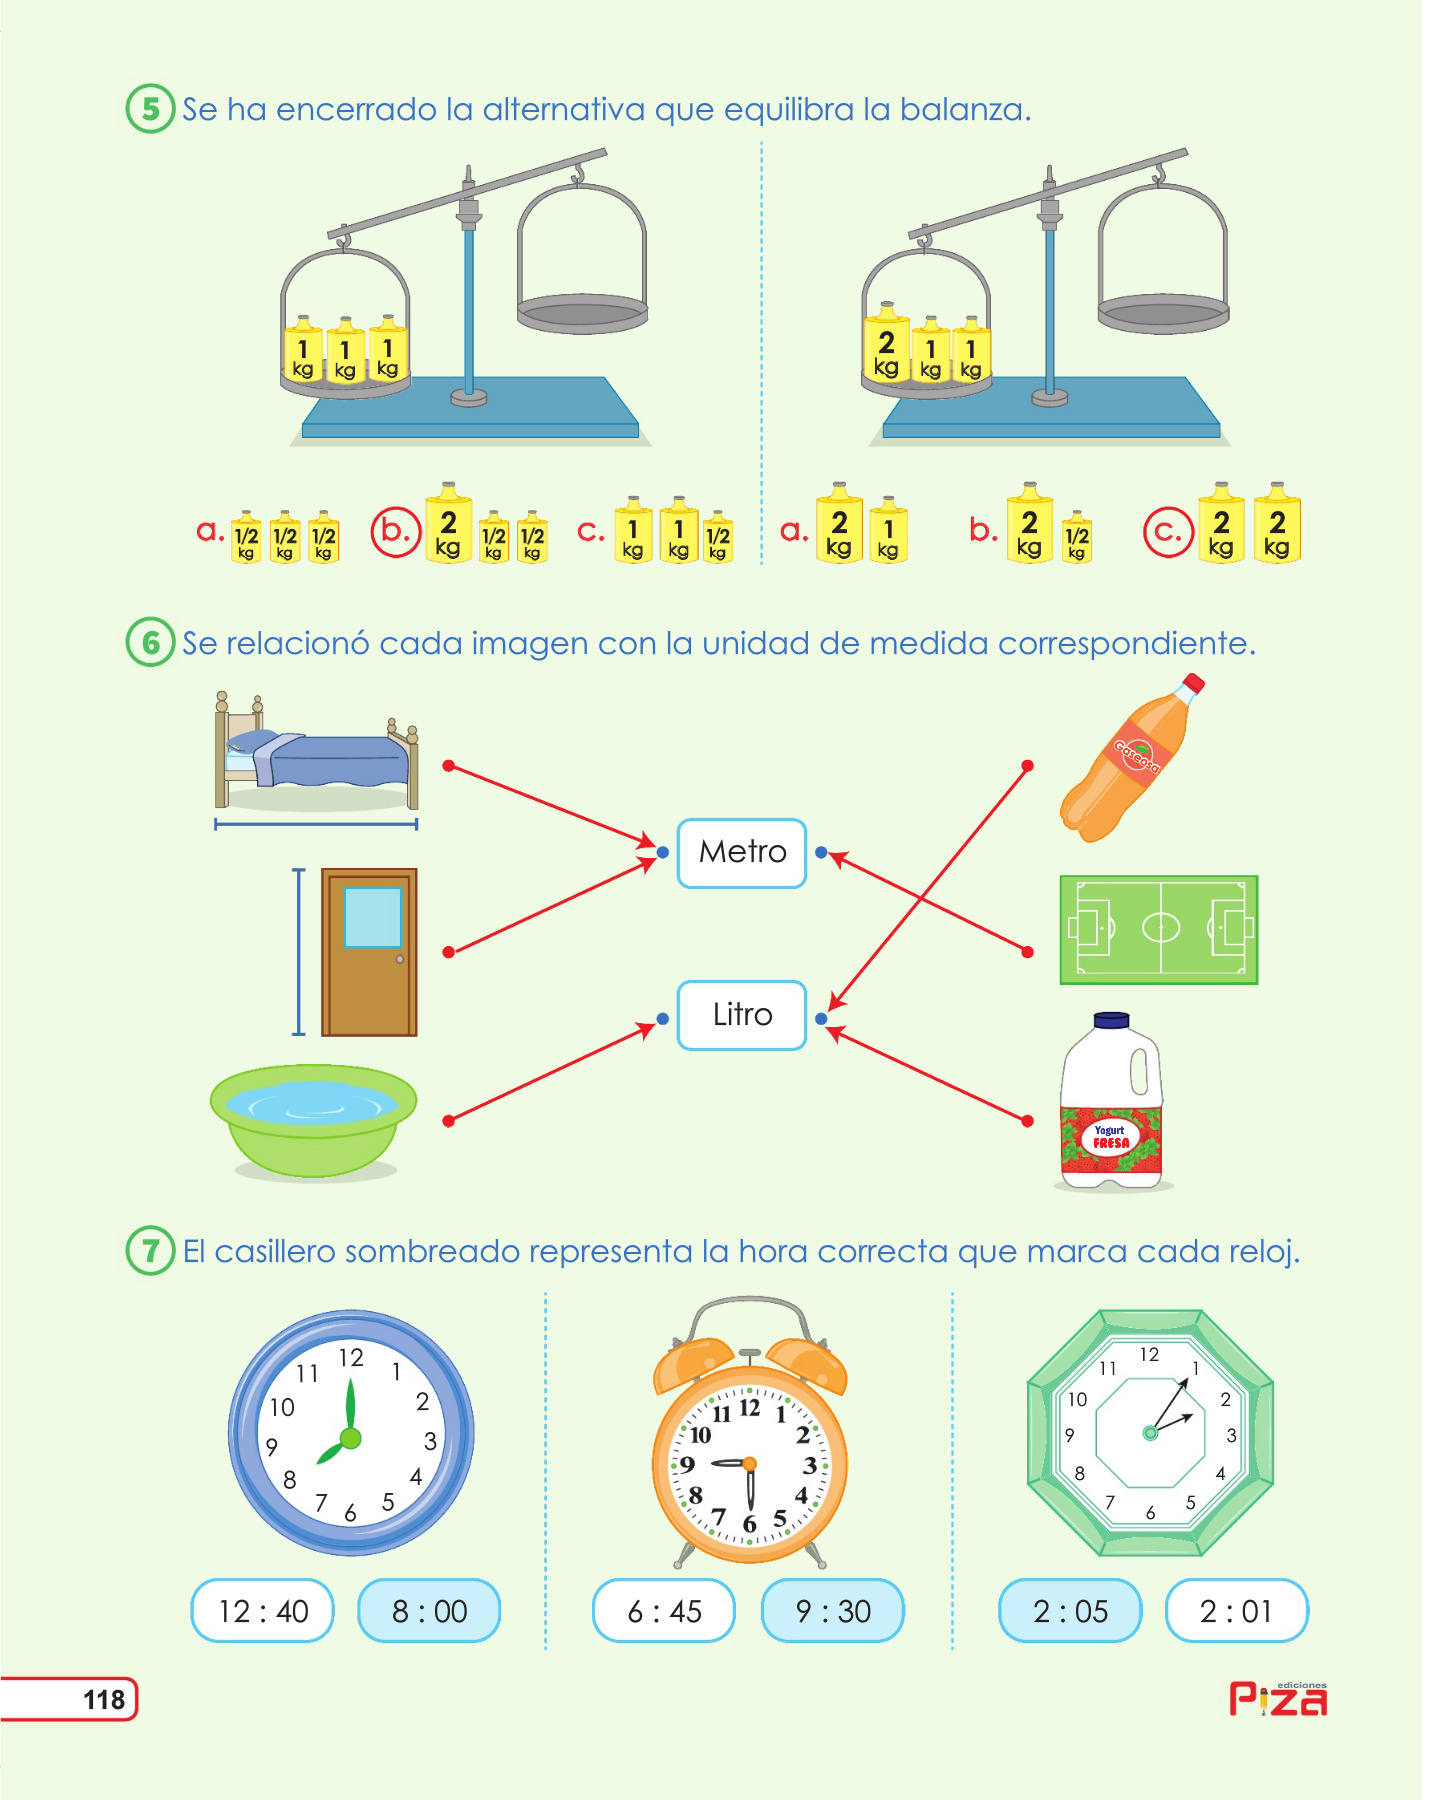 5 Se ha encerrado la alternativa que equilibra la balanza.
1 kg 1 kg 1 kg
2 kg 1 kg 1 kg
a. 1/2 kg 1/2 kg 1/2 kg b. 2 kg 1/2 kg 1/2 kg c. 1 kg 1 kg 1/2 kg
a. 2 kg 1 kg b. 2 kg 1/2 kg c. 2 kg 2 kg
6 Se relacionó cada imagen con la unidad de medida correspondiente.
Gaseosa
Metro
Litro
Yogurt
FRESA
7 El casillero sombreado representa la hora correcta que marca cada reloj.
12 1 2 3 4 5 6 7 8 9 10 11
12 1 2 3 4 5 6 7 8 9 10 11
12 1 2 3 4 5 6 7 8 9 10 11
12 : 40 8 : 00 6 : 45 9 : 30 2 : 05 2 : 01
118
ediciones
Piza